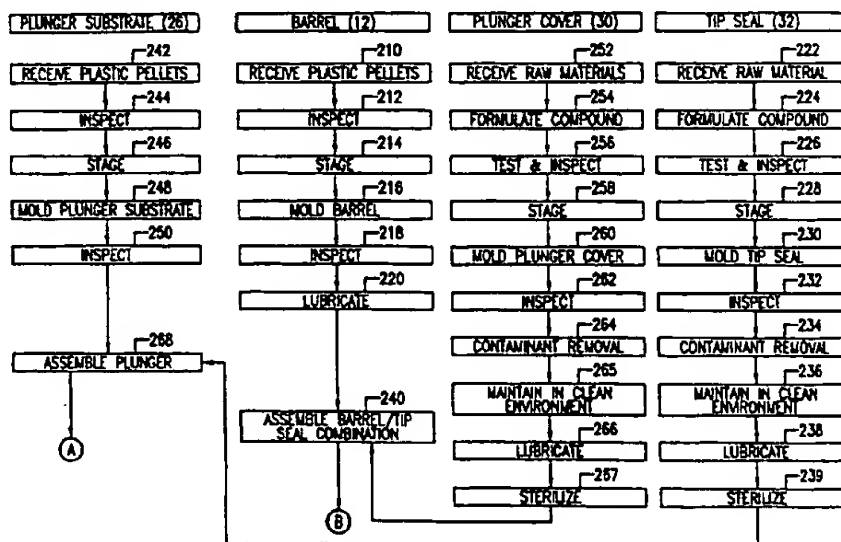 PLUNGER SUBSTRATE (26)
242
RECEIVE PLASTIC PELLETS
244
INSPECT
246
STAGE
248
MOLD PLUNGER SUBSTRATE
250
INSPECT
268
ASSEMBLE PLUNGER
A
BARREL (12)
210
RECEIVE PLASTIC PELLETS
212
INSPECT
214
STAGE
216
MOLD BARREL
218
INSPECT
220
LUBRICATE
240
ASSEMBLE BARREL/TIP
SEAL COMBINATION
B
PLUNGER COVER (30)
252
RECEIVE RAW MATERIALS
254
FORMULATE COMPOUND
256
TEST & INSPECT
258
STAGE
260
MOLD PLUNGER COVER
262
INSPECT
264
CONTAMINANT REMOVAL
265
MAINTAIN IN CLEAN
ENVIRONMENT
266
LUBRICATE
267
STERILIZE
TIP SEAL (32)
222
RECEIVE RAW MATERIAL
224
FORMULATE COMPOUND
226
TEST & INSPECT
228
STAGE
230
MOLD TIP SEAL
232
INSPECT
234
CONTAMINANT REMOVAL
236
MAINTAIN IN CLEAN
ENVIRONMENT
238
LUBRICATE
239
STERILIZE